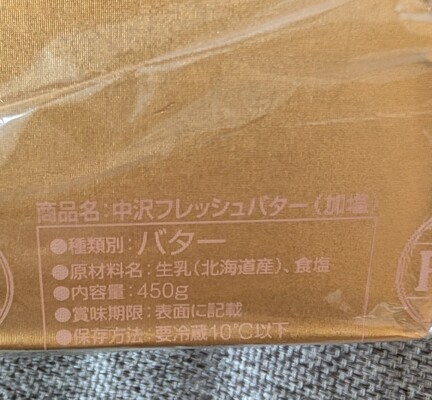 商品名：中沢フレッシュバター（加塩）
●種類別：バター
●原材料名：生乳（北海道産）、食塩
●内容量：450g
●賞味期限：表面に記載
●保存方法：要冷蔵10℃以下